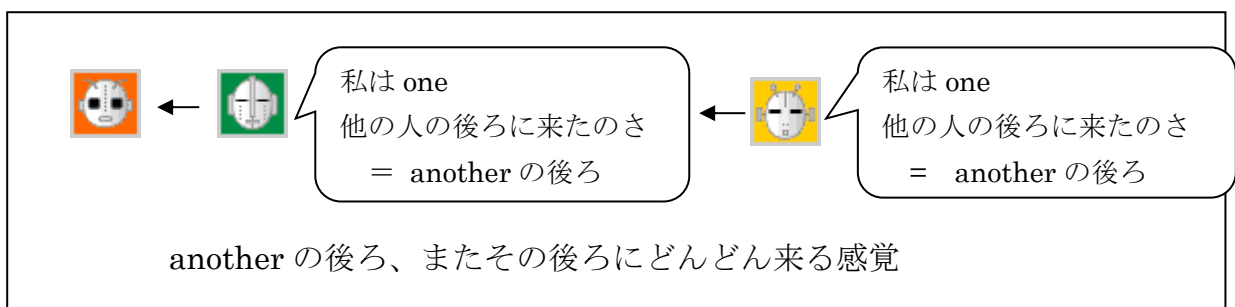 私は one
他の人の後ろに来たのさ
＝ another の後ろ
私は one
他の人の後ろに来たのさ
= another の後ろ
another の後ろ、またその後ろにどんどん来る感覚